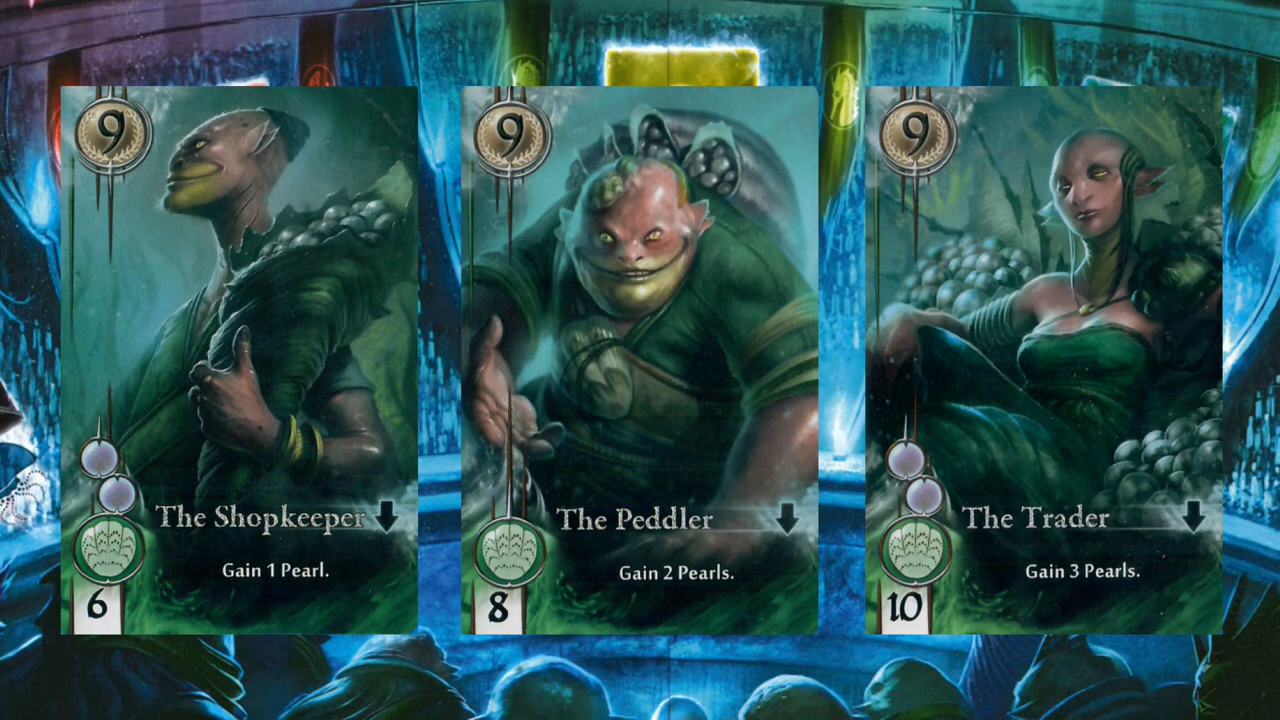 9
The Shopkeeper
Gain 1 Pearl.
6
9
The Peddler
Gain 2 Pearls.
8
9
The Trader
Gain 3 Pearls.
10